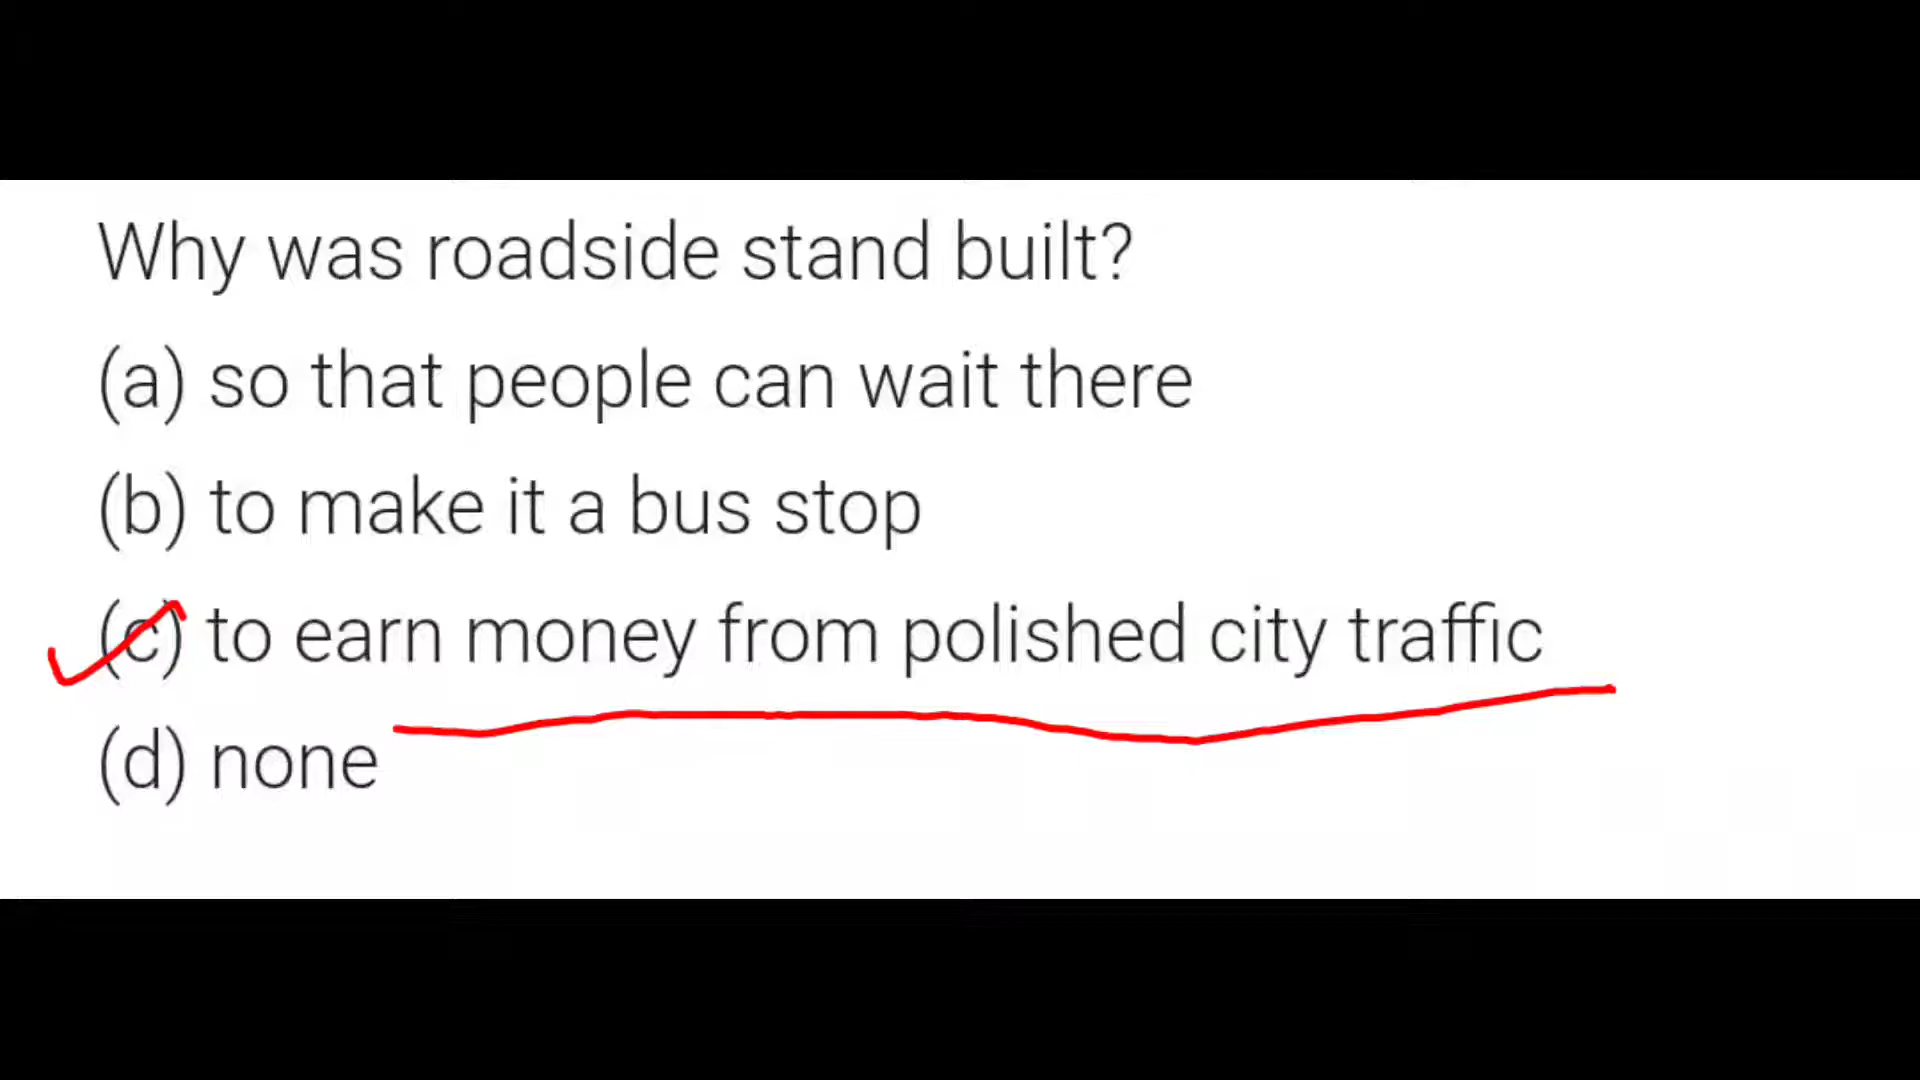 Why was roadside stand built?
(a) so that people can wait there
(b) to make it a bus stop
(c) to earn money from polished city traffic
(d) none